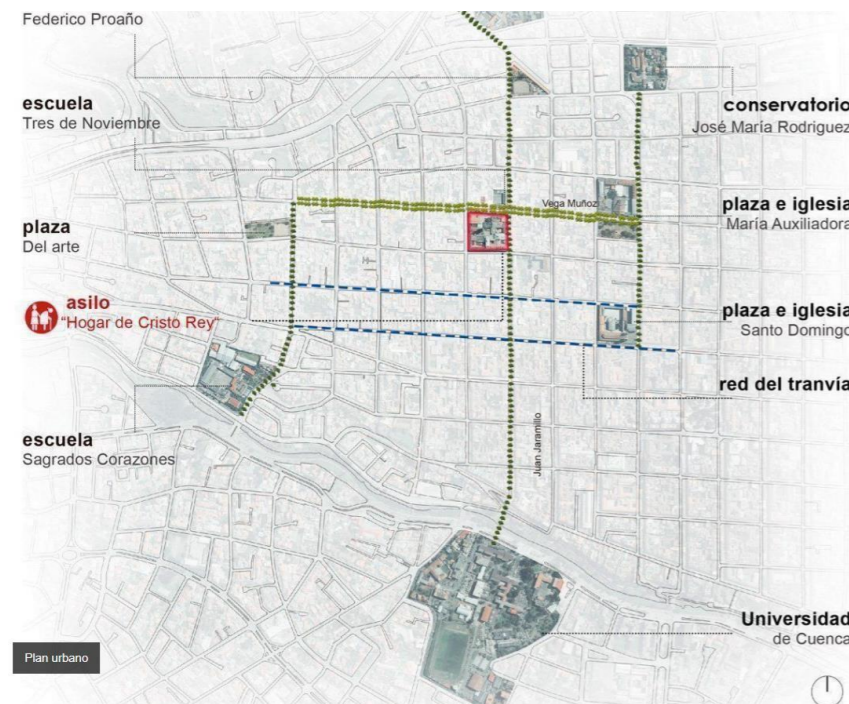 Federico Proaño
escuela
Tres de Noviembre
conservatorio
José María Rodriguez
Vega Muñoz
plaza
Del arte
plaza e iglesia
María Auxiliadora
asilo
"Hogar de Cristo Rey"
plaza e iglesia
Santo Domingo
red del tranvía
escuela
Sagrados Corazones
Juan Jaramillo
Universidad
de Cuenca
Plan urbano